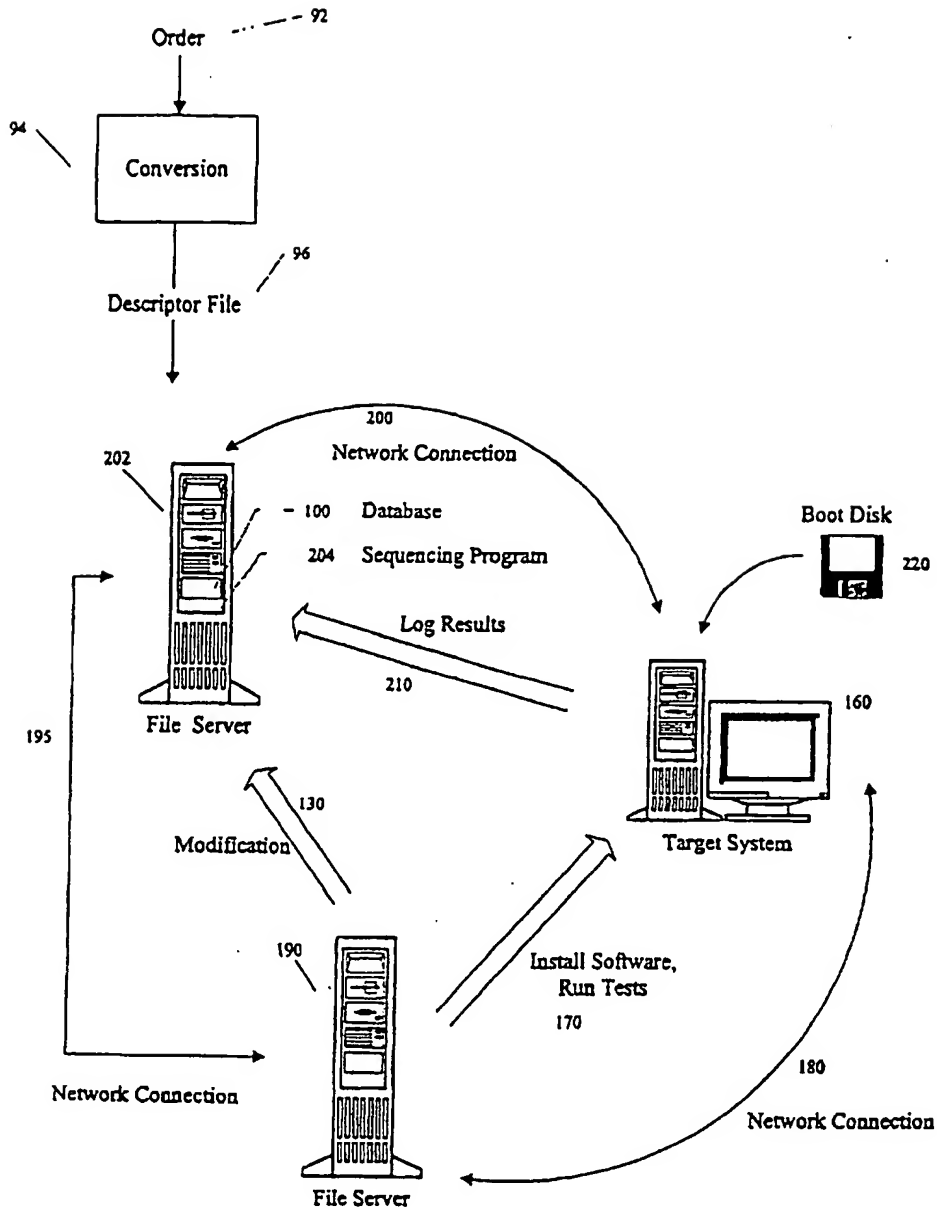 Order
92
94
Conversion
96
Descriptor File
200
Network Connection
202
100 Database
204 Sequencing Program
Boot Disk
220
Log Results
210
160
File Server
195
130
Modification
Target System
190
Install Software,
Run Tests
170
180
Network Connection
Network Connection
File Server